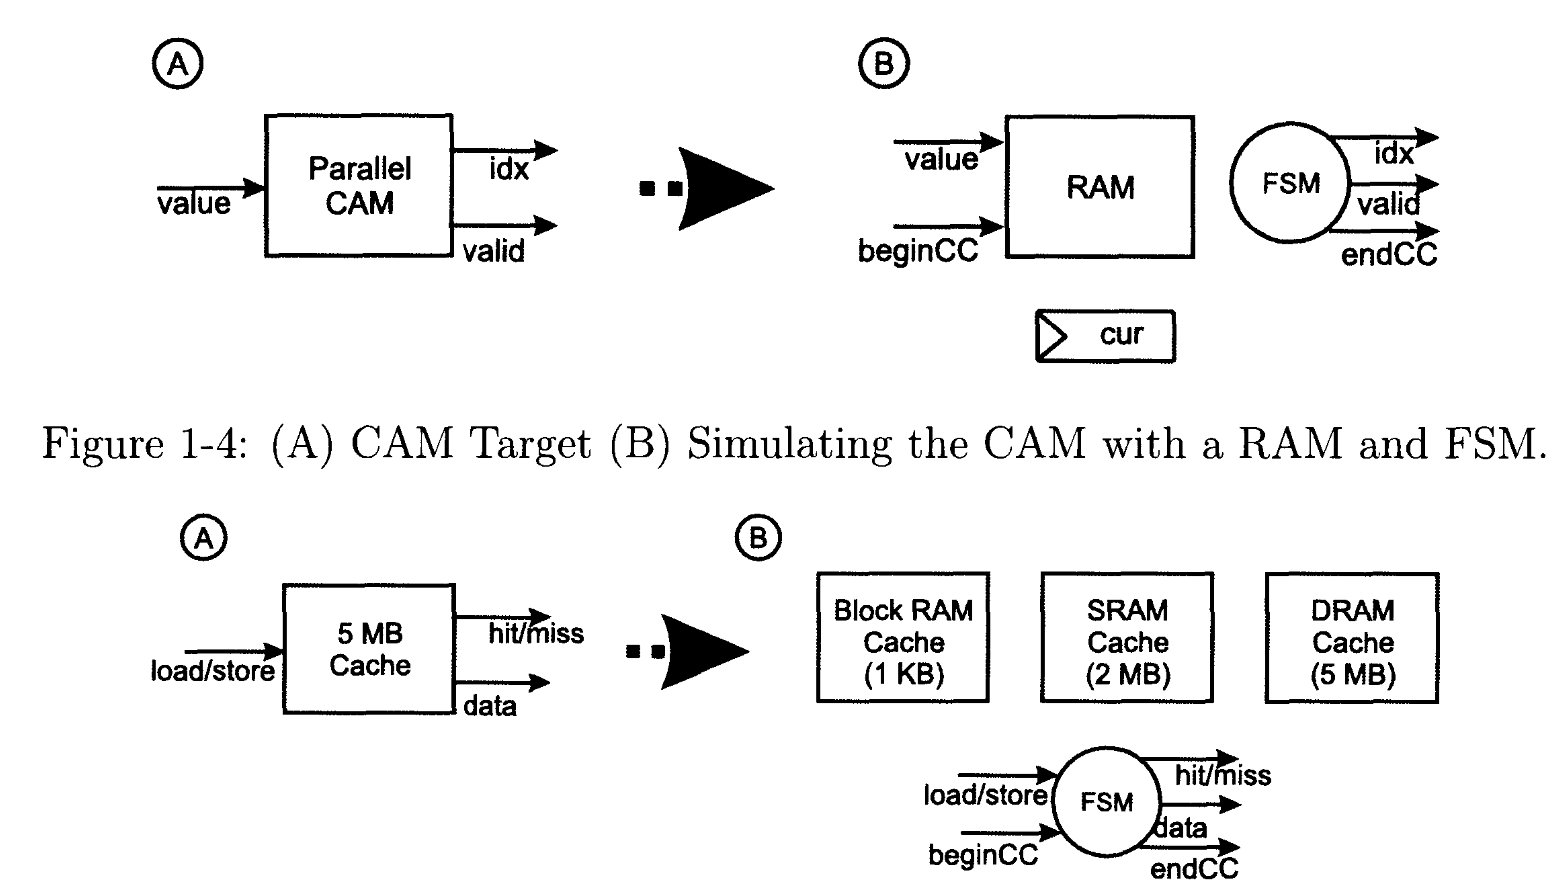 A
B
Parallel
CAM
value
idx
valid
value
beginCC
RAM
FSM
idx
valid
endCC
cur
Figure 1-4: (A) CAM Target (B) Simulating the CAM with a RAM and FSM.
A
B
5 MB
Cache
load/store
hit/miss
data
Block RAM
Cache
(1 KB)
SRAM
Cache
(2 MB)
DRAM
Cache
(5 MB)
load/store
beginCC
FSM
hit/miss
data
endCC